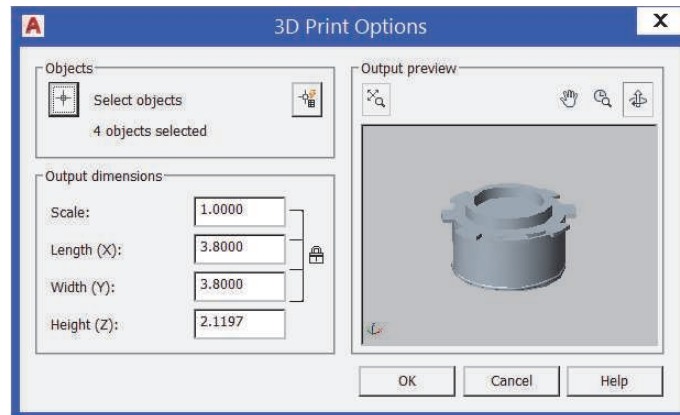 A
3D Print Options
X
Objects
Select objects
4 objects selected
Output dimensions
Scale:
1.0000
Length (X):
3.8000
Width (Y):
3.8000
Height (Z):
2.1197
Output preview
OK
Cancel
Help